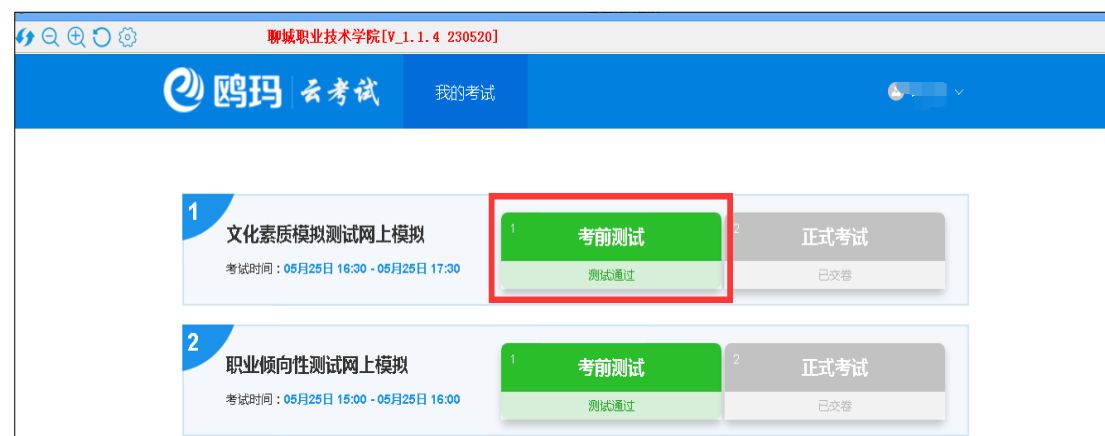 聊城职业技术学院[V_1.1.4 230520]
鸥玛 云考试 我的考试
1
文化素质模拟测试网上模拟
考试时间：05月25日 16:30 - 05月25日 17:30
1 考前测试
测试通过
2 正式考试
已交卷
2
职业倾向性测试网上模拟
考试时间：05月25日 15:00 - 05月25日 16:00
1 考前测试
测试通过
2 正式考试
已交卷